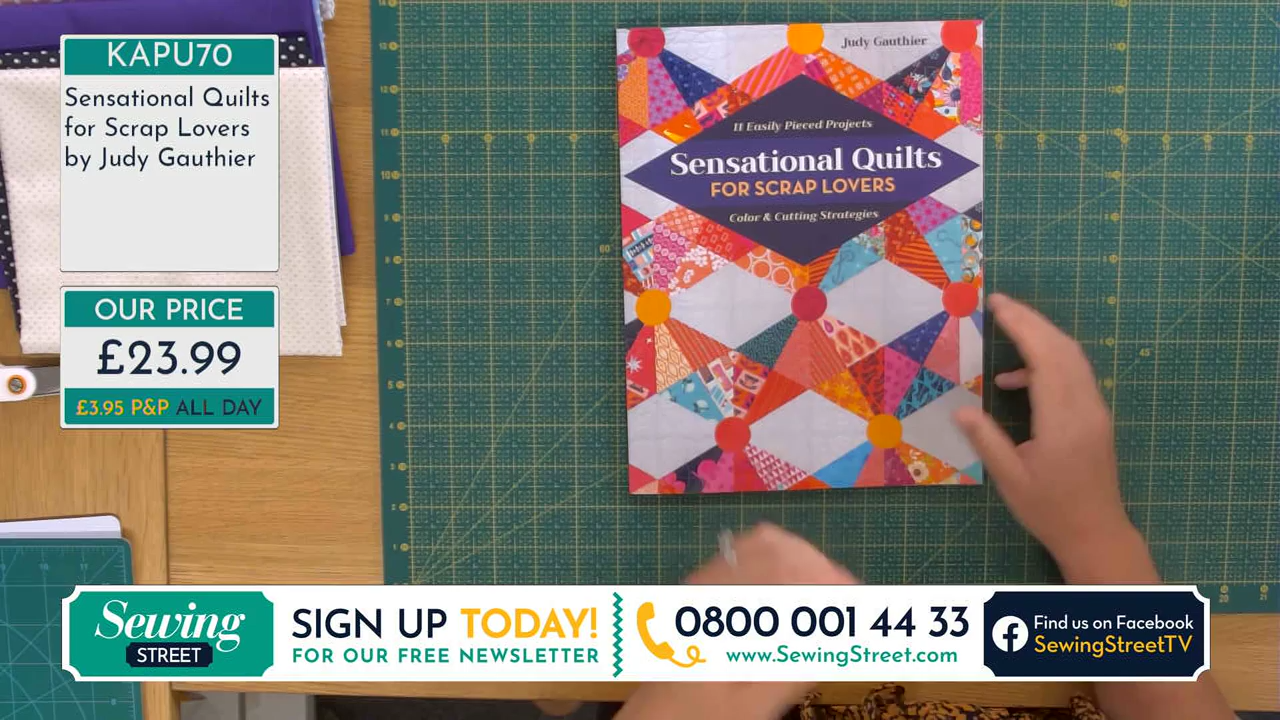 KAPU70
Sensational Quilts
for Scrap Lovers
by Judy Gauthier
OUR PRICE
£23.99
£3.95 P&P ALL DAY
Judy Gauthier
11 Easily Pieced Projects
Sensational Quilts
FOR SCRAP LOVERS
Color & Cutting Strategies
Sewing
STREET
SIGN UP TODAY!
FOR OUR FREE NEWSLETTER
0800 001 44 33
www.SewingStreet.com
Find us on Facebook
SewingStreetTV